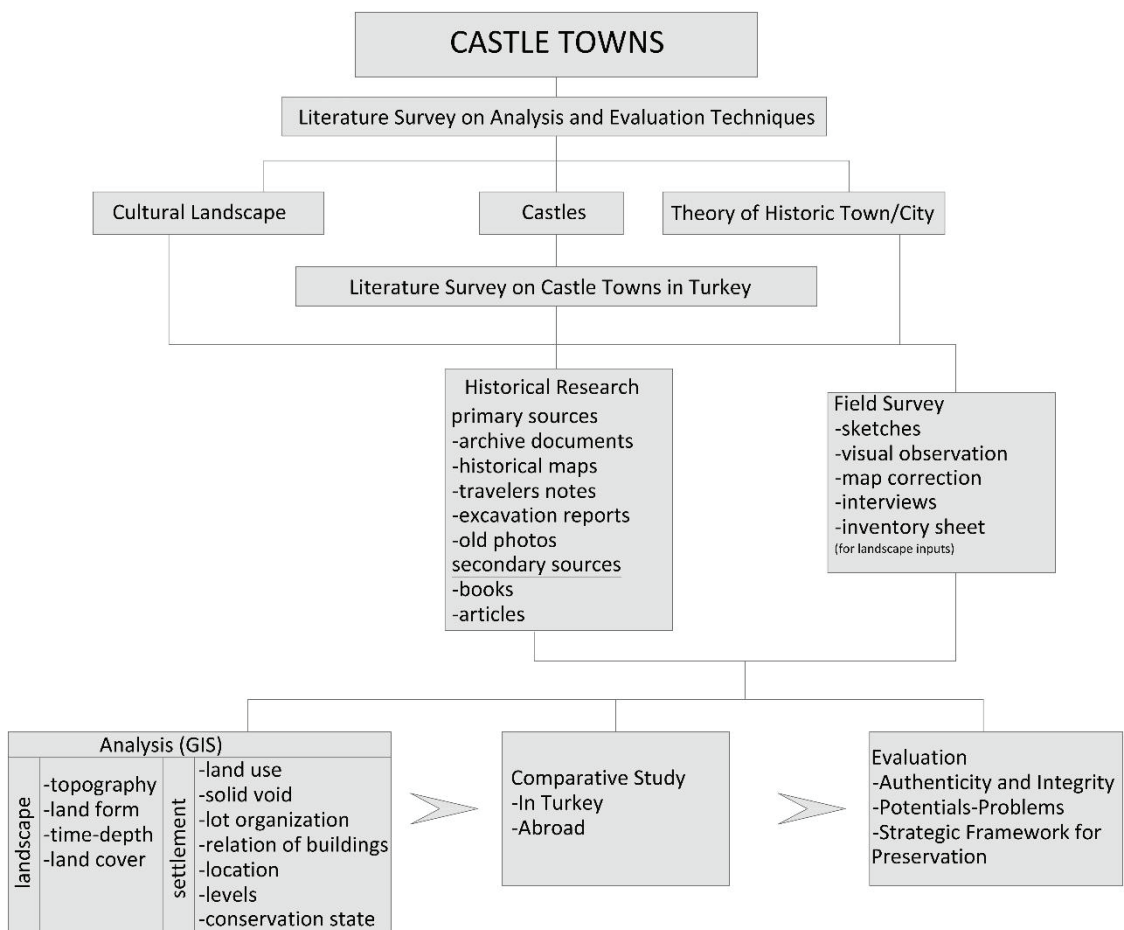 CASTLE TOWNS
Literature Survey on Analysis and Evaluation Techniques
Cultural Landscape
Castles
Theory of Historic Town/City
Literature Survey on Castle Towns in Turkey
Historical Research
primary sources
-archive documents
-historical maps
-travelers notes
-excavation reports
-old photos
secondary sources
-books
-articles
Field Survey
-sketches
-visual observation
-map correction
-interviews
-inventory sheet
(for landscape inputs)
Analysis (GIS)
landscape
-topography
-land form
-time-depth
-land cover
settlement
-land use
-solid void
-lot organization
-relation of buildings
-location
-levels
-conservation state
Comparative Study
-In Turkey
-Abroad
Evaluation
-Authenticity and Integrity
-Potentials-Problems
-Strategic Framework for
Preservation